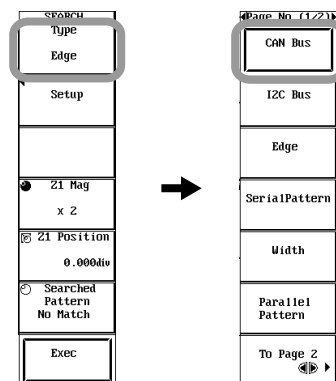 SEARCH
Type
Edge
Setup
Z1 Mag
x 2
Z1 Position
0.000div
Searched
Pattern
No Match
Exec
Page No.(1/2)
CAN Bus
I2C Bus
Edge
SerialPattern
Width
Parallel
Pattern
To Page 2